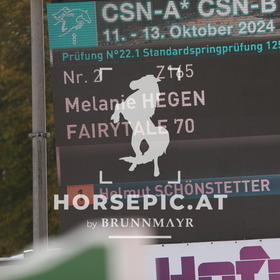 CSN-A* CSN-B
11. - 13. Oktober 2024
Prüfung N°22.1 Standardspringprüfung 125
Nr. 2 Z165
Melanie HEGEN
FAIRYTALE 70
HORSEPIC.AT
Helmut SCHÖNSTETTER
by BRUNNMAYR